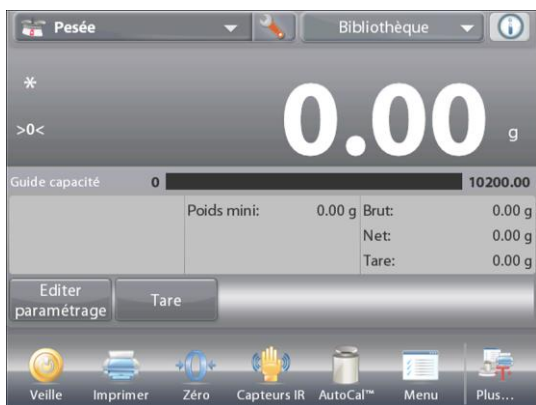 Pesée Bibliothèque
*
>0<
0.00 g
Guide capacité 0 10200.00
Poids mini: 0.00 g Brut: 0.00 g
Net: 0.00 g
Tare: 0.00 g
Editer
paramétrage
Tare
Veille Imprimer Zéro Capteurs IR AutoCal™ Menu Plus...